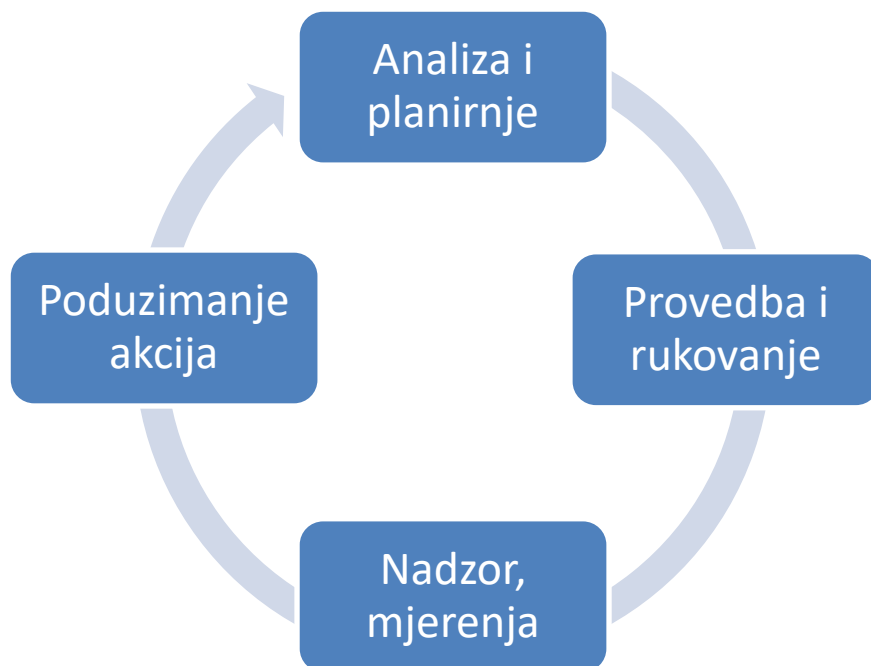 Analiza i
planirnje
Provedba i
rukovanje
Nadzor,
mjerenja
Poduzimanje
akcija